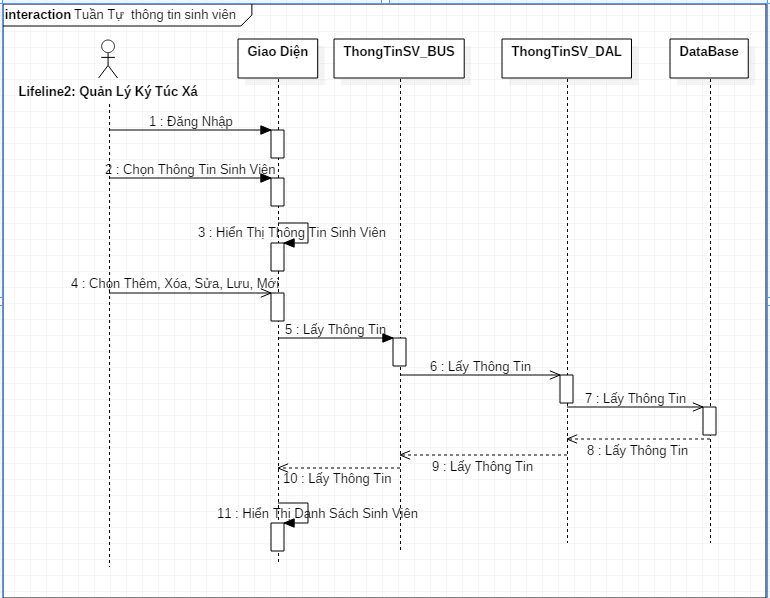 interaction Tuần Tự thông tin sinh viên
Lifeline2: Quản Lý Ký Túc Xá
Giao Diện
ThongTinSV_BUS
ThongTinSV_DAL
DataBase
1 : Đăng Nhập
2 : Chọn Thông Tin Sinh Viên
3 : Hiển Thị Thông Tin Sinh Viên
4 : Chọn Thêm, Xóa, Sửa, Lưu, Mới
5 : Lấy Thông Tin
6 : Lấy Thông Tin
7 : Lấy Thông Tin
8 : Lấy Thông Tin
9 : Lấy Thông Tin
10 : Lấy Thông Tin
11 : Hiển Thị Danh Sách Sinh Viên